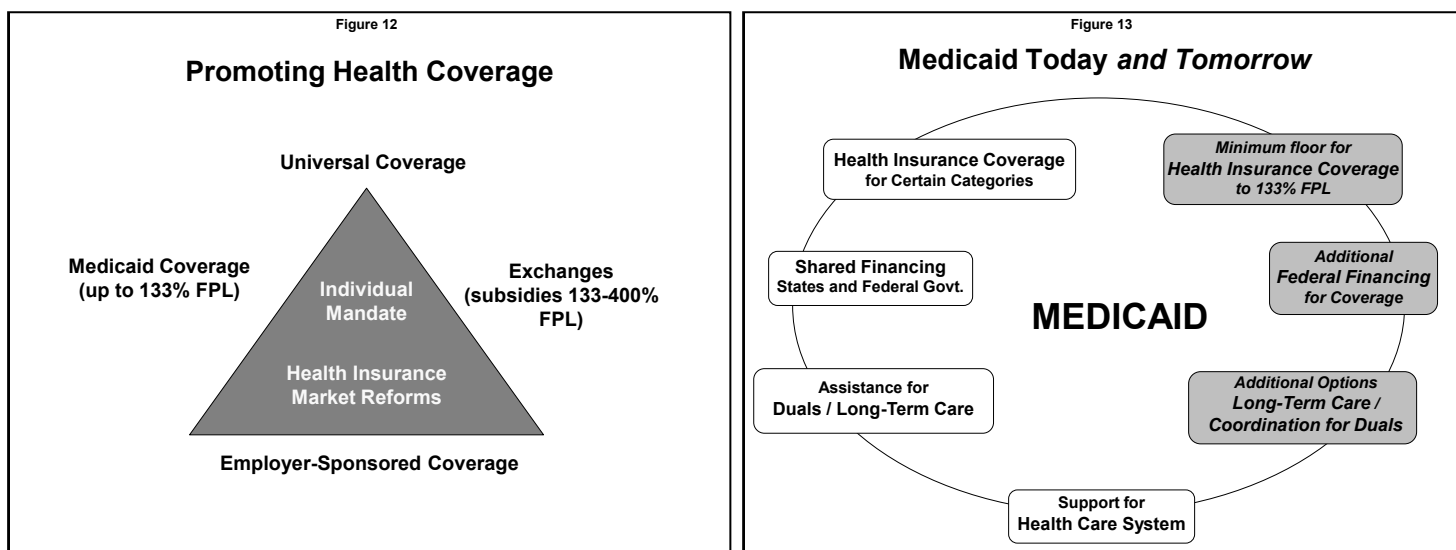 Figure 12
Promoting Health Coverage
Universal Coverage
Medicaid Coverage
(up to 133% FPL)
Exchanges
(subsidies 133-400%
FPL)
Individual
Mandate
Health Insurance
Market Reforms
Employer-Sponsored Coverage
Figure 13
Medicaid Today and Tomorrow
Health Insurance Coverage
for Certain Categories
Minimum floor for
Health Insurance Coverage
to 133% FPL
Shared Financing
States and Federal Govt.
Additional
Federal Financing
for Coverage
MEDICAID
Assistance for
Duals / Long-Term Care
Additional Options
Long-Term Care /
Coordination for Duals
Support for
Health Care System